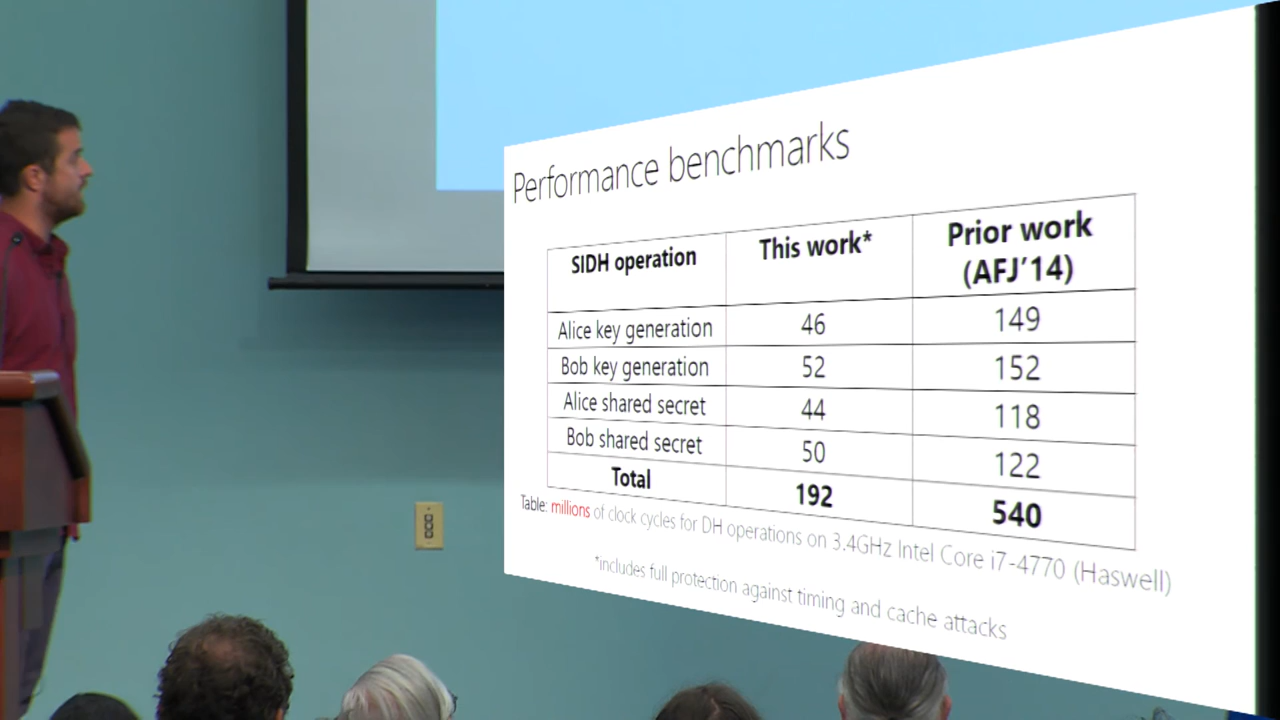 Performance benchmarks
SIDH operation
This work*
Prior work
(AFJ'14)
Alice key generation
46
149
Bob key generation
52
152
Alice shared secret
44
118
Bob shared secret
50
122
Total
192
540
Table: millions of clock cycles for DH operations on 3.4GHz Intel Core i7-4770 (Haswell)
*includes full protection against timing and cache attacks